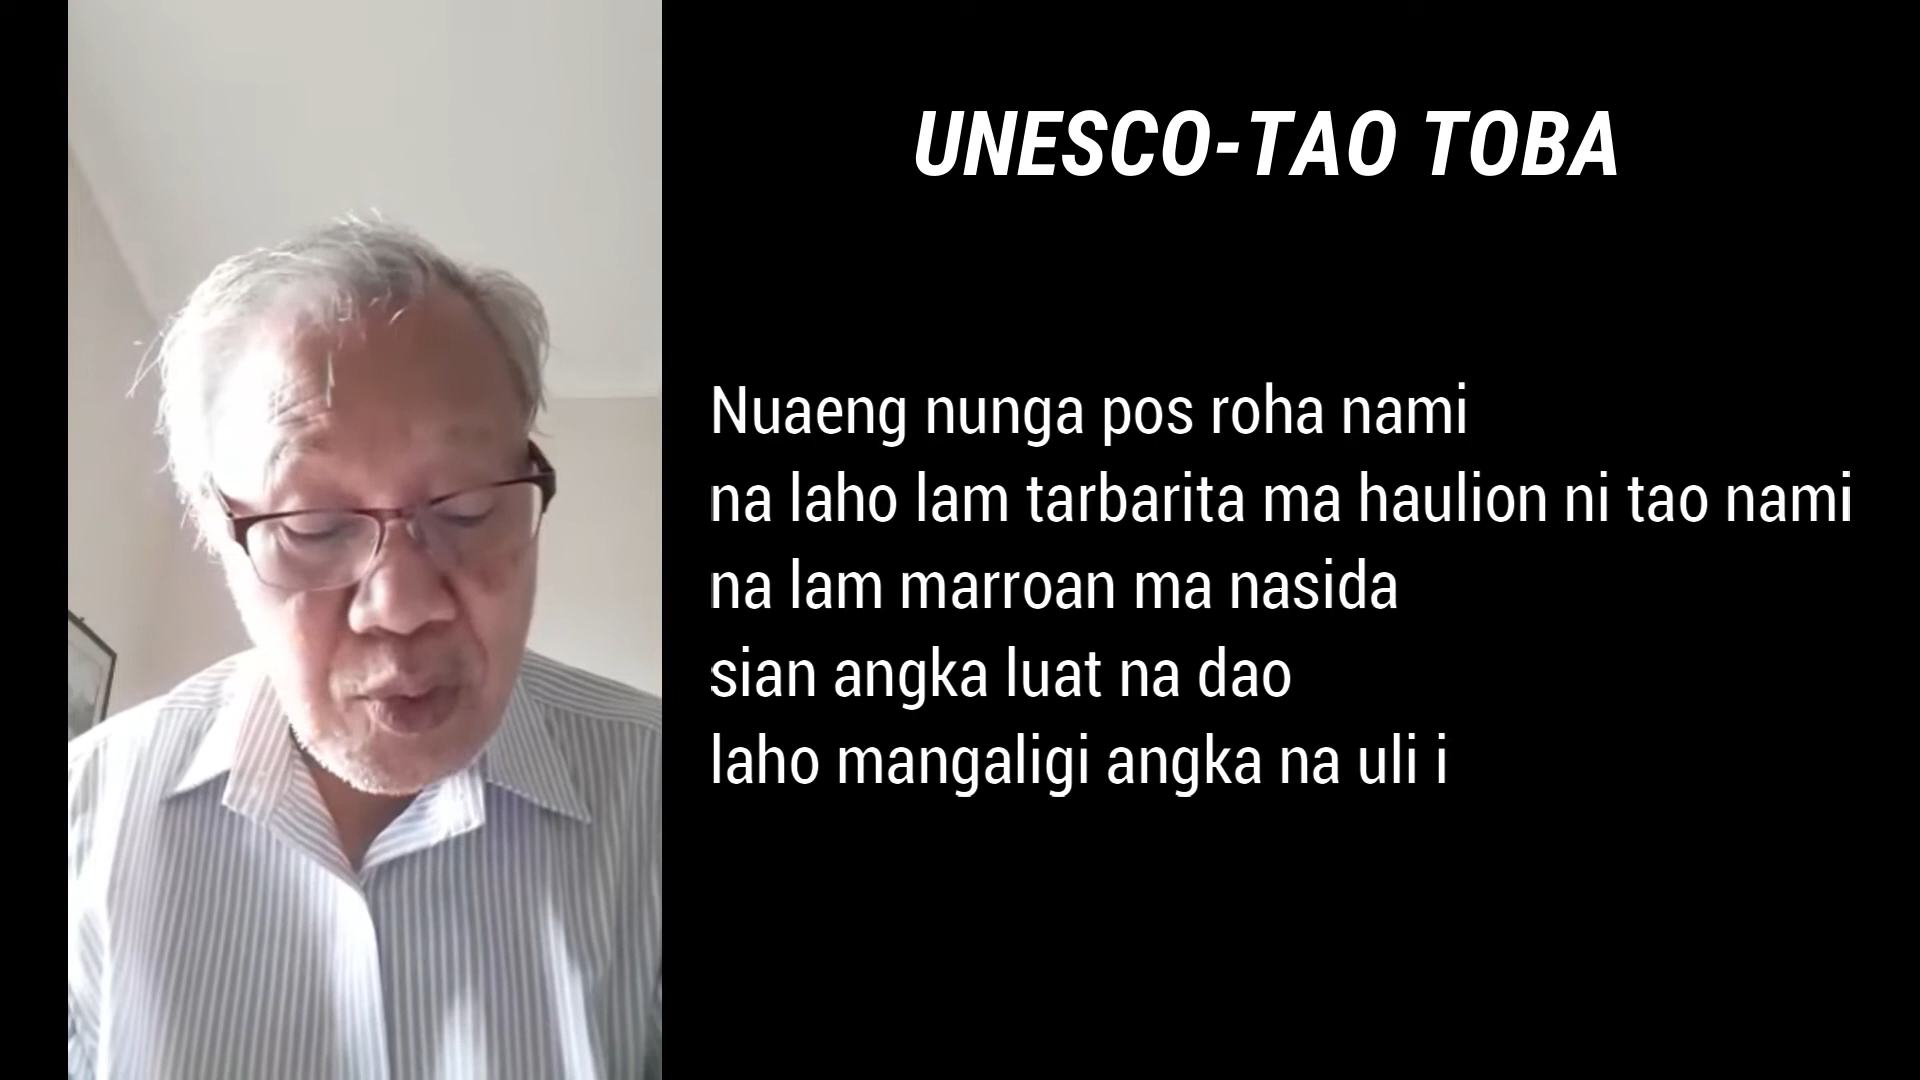 UNESCO-TAO TOBA
Nuaeng nunga pos roha nami
na laho lam tarbarita ma haulion ni tao nami
na lam marroan ma nasida
sian angka luat na dao
laho mangaligi angka na uli i